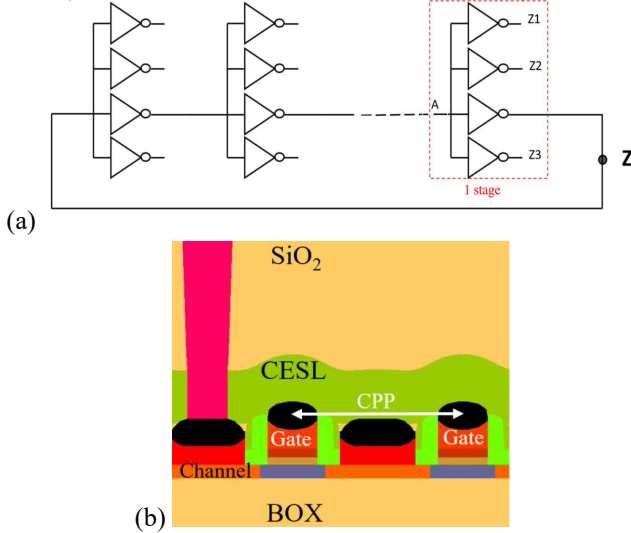 Z1
Z2
A
Z
Z3
1 stage
(a)
SiO2
CESL
CPP
Gate
Gate
Channel
BOX
(b)